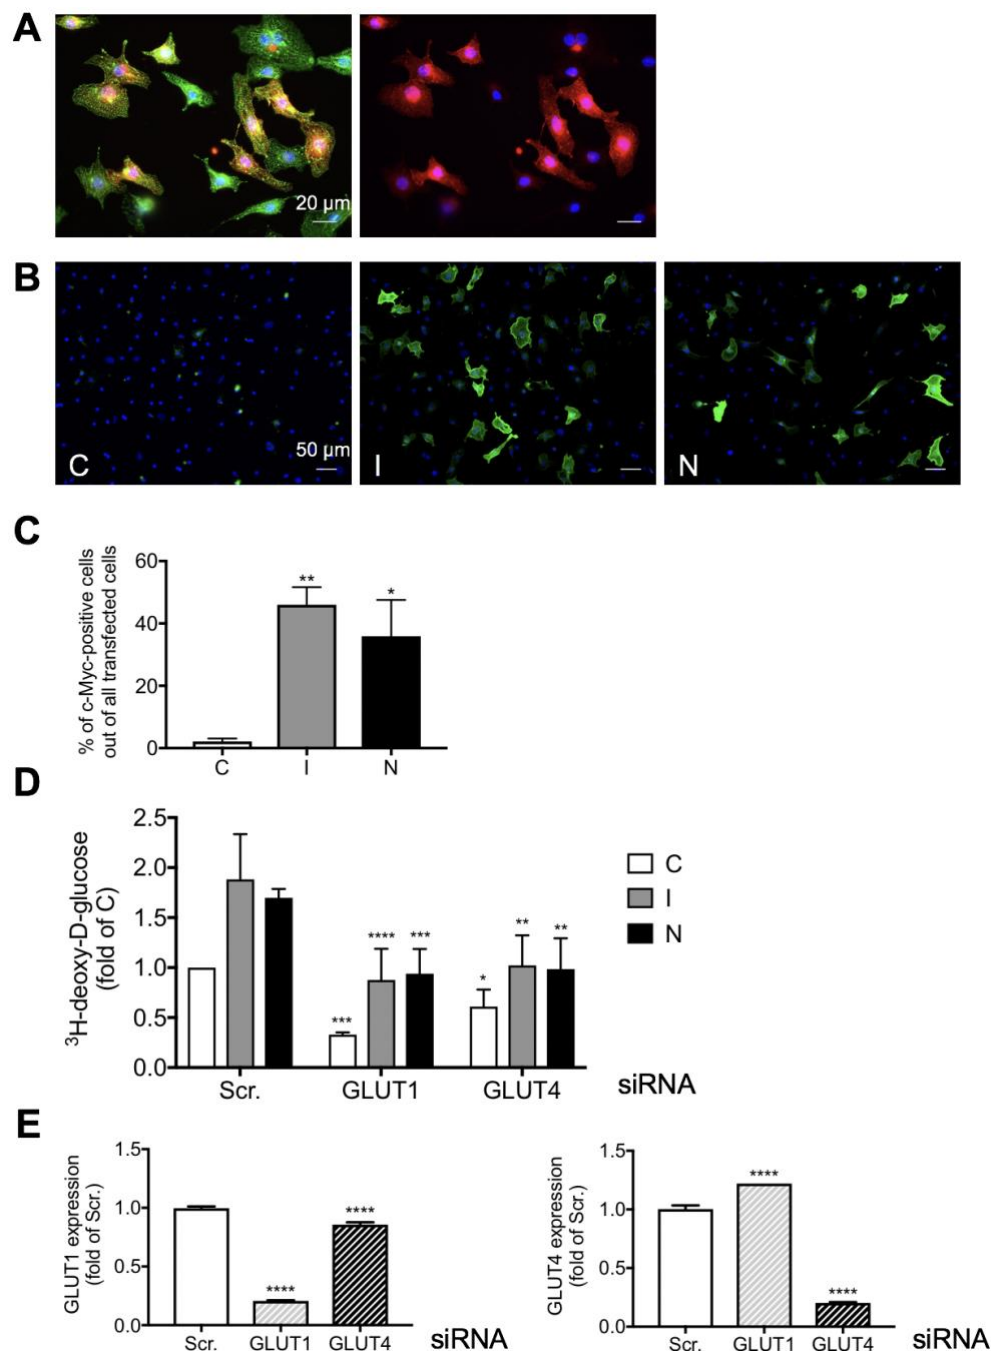 A
20 µm
B
C
50 µm
I
N
C
% of c-Myc-positive cells
out of all transfected cells
60
40
20
0
**
*
C
I
N
D
³H-deoxy-D-glucose
(fold of C)
2.5
2.0
1.5
1.0
0.5
0.0
***
****
***
*
**
**
Scr.
GLUT1
GLUT4
siRNA
C
I
N
E
GLUT1 expression
(fold of Scr.)
1.5
1.0
0.5
0.0
****
****
Scr.
GLUT1
GLUT4
siRNA
GLUT4 expression
(fold of Scr.)
1.5
1.0
0.5
0.0
****
****
Scr.
GLUT1
GLUT4
siRNA